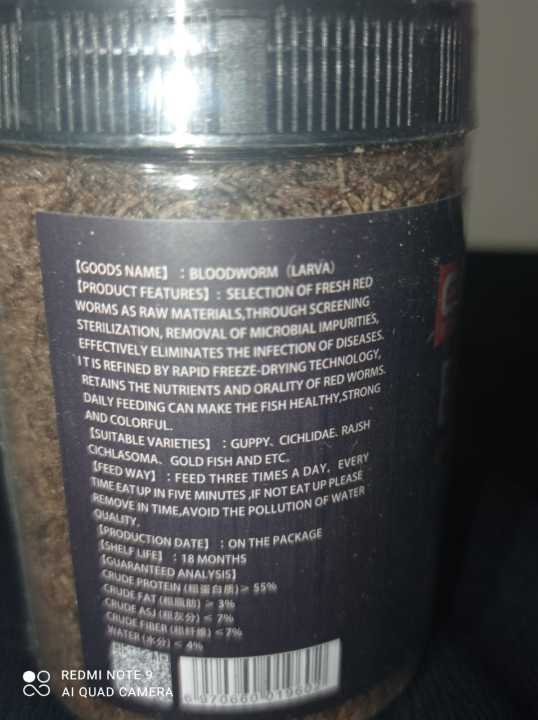 【GOODS NAME】 : BLOODWORM (LARVA)
【PRODUCT FEATURES】 : SELECTION OF FRESH RED
WORMS AS RAW MATERIALS,THROUGH SCREENING
STERILIZATION, REMOVAL OF MICROBIAL IMPURITIES,
EFFECTIVELY ELIMINATES THE INFECTION OF DISEASES.
IT IS REFINED BY RAPID FREEZE-DRYING TECHNOLOGY,
RETAINS THE NUTRIENTS AND ORALITY OF RED WORMS.
DAILY FEEDING CAN MAKE THE FISH HEALTHY,STRONG
AND COLORFUL.
【SUITABLE VARIETIES】 : GUPPY、CICHLIDAE. RAJSH
CICHLASOMA、GOLD FISH AND ETC.
【FEED WAY】 : FEED THREE TIMES A DAY, EVERY
TIME EATUP IN FIVE MINUTES ,IF NOT EAT UP PLEASE
REMOVE IN TIME,AVOID THE POLLUTION OF WATER
QUALITY.
【PRODUCTION DATE】 : ON THE PACKAGE
【SHELF LIFE】 : 18 MONTHS
【GUARANTEED ANALYSIS】
CRUDE PROTEIN (粗蛋白质) ≥ 55%
CRUDE FAT (粗脂肪) ≥ 3%
CRUDE ASJ (粗灰分) ≤ 7%
CRUDE FIBER (粗纤维) ≤7%
WATER (水分) ≤ 4%
REDMI NOTE 9
AI QUAD CAMERA